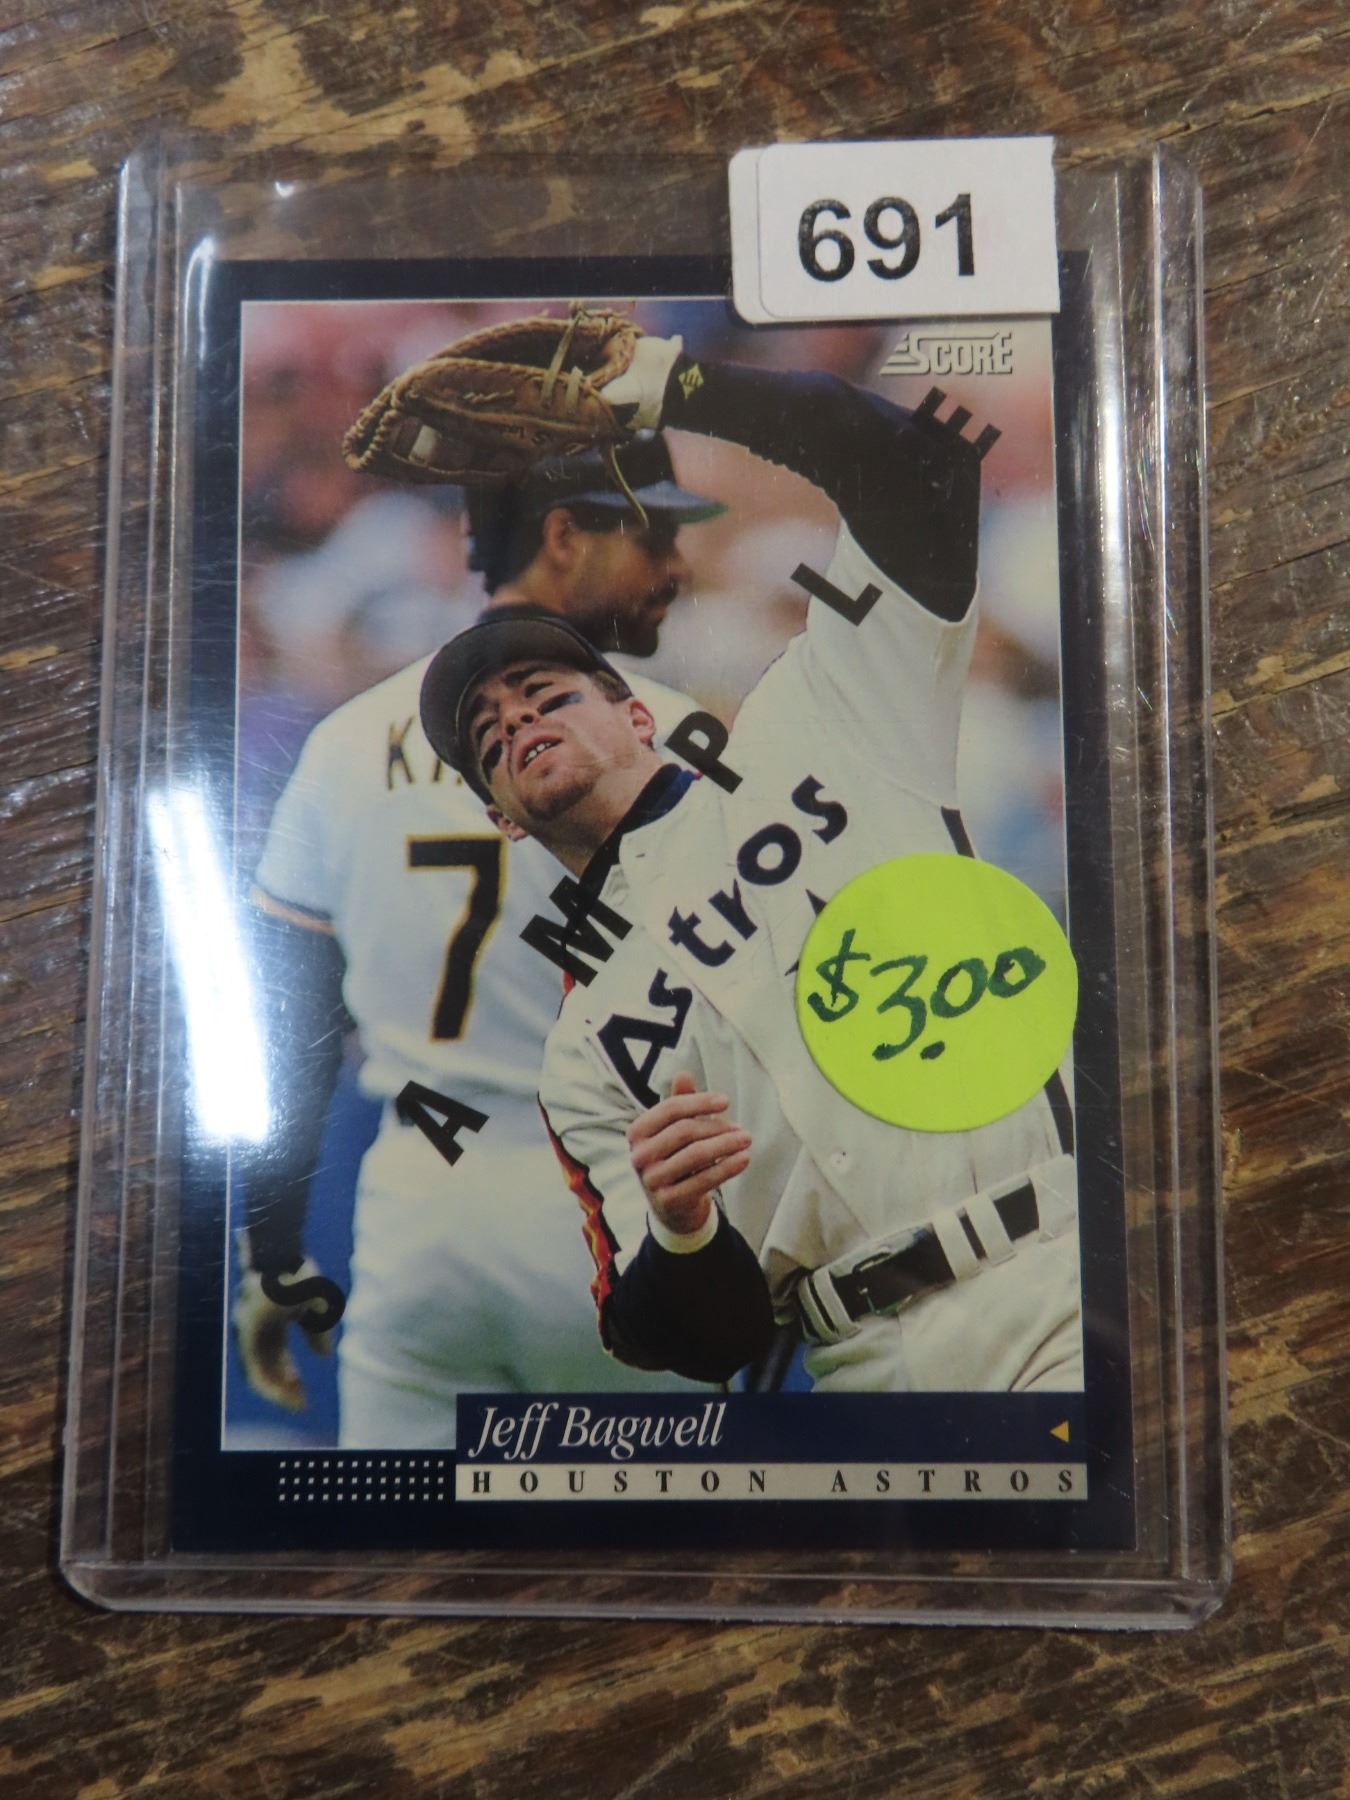 691
SCORE
SAMPLE
K
7
Astros
$3.00
Jeff Bagwell
HOUSTON ASTROS